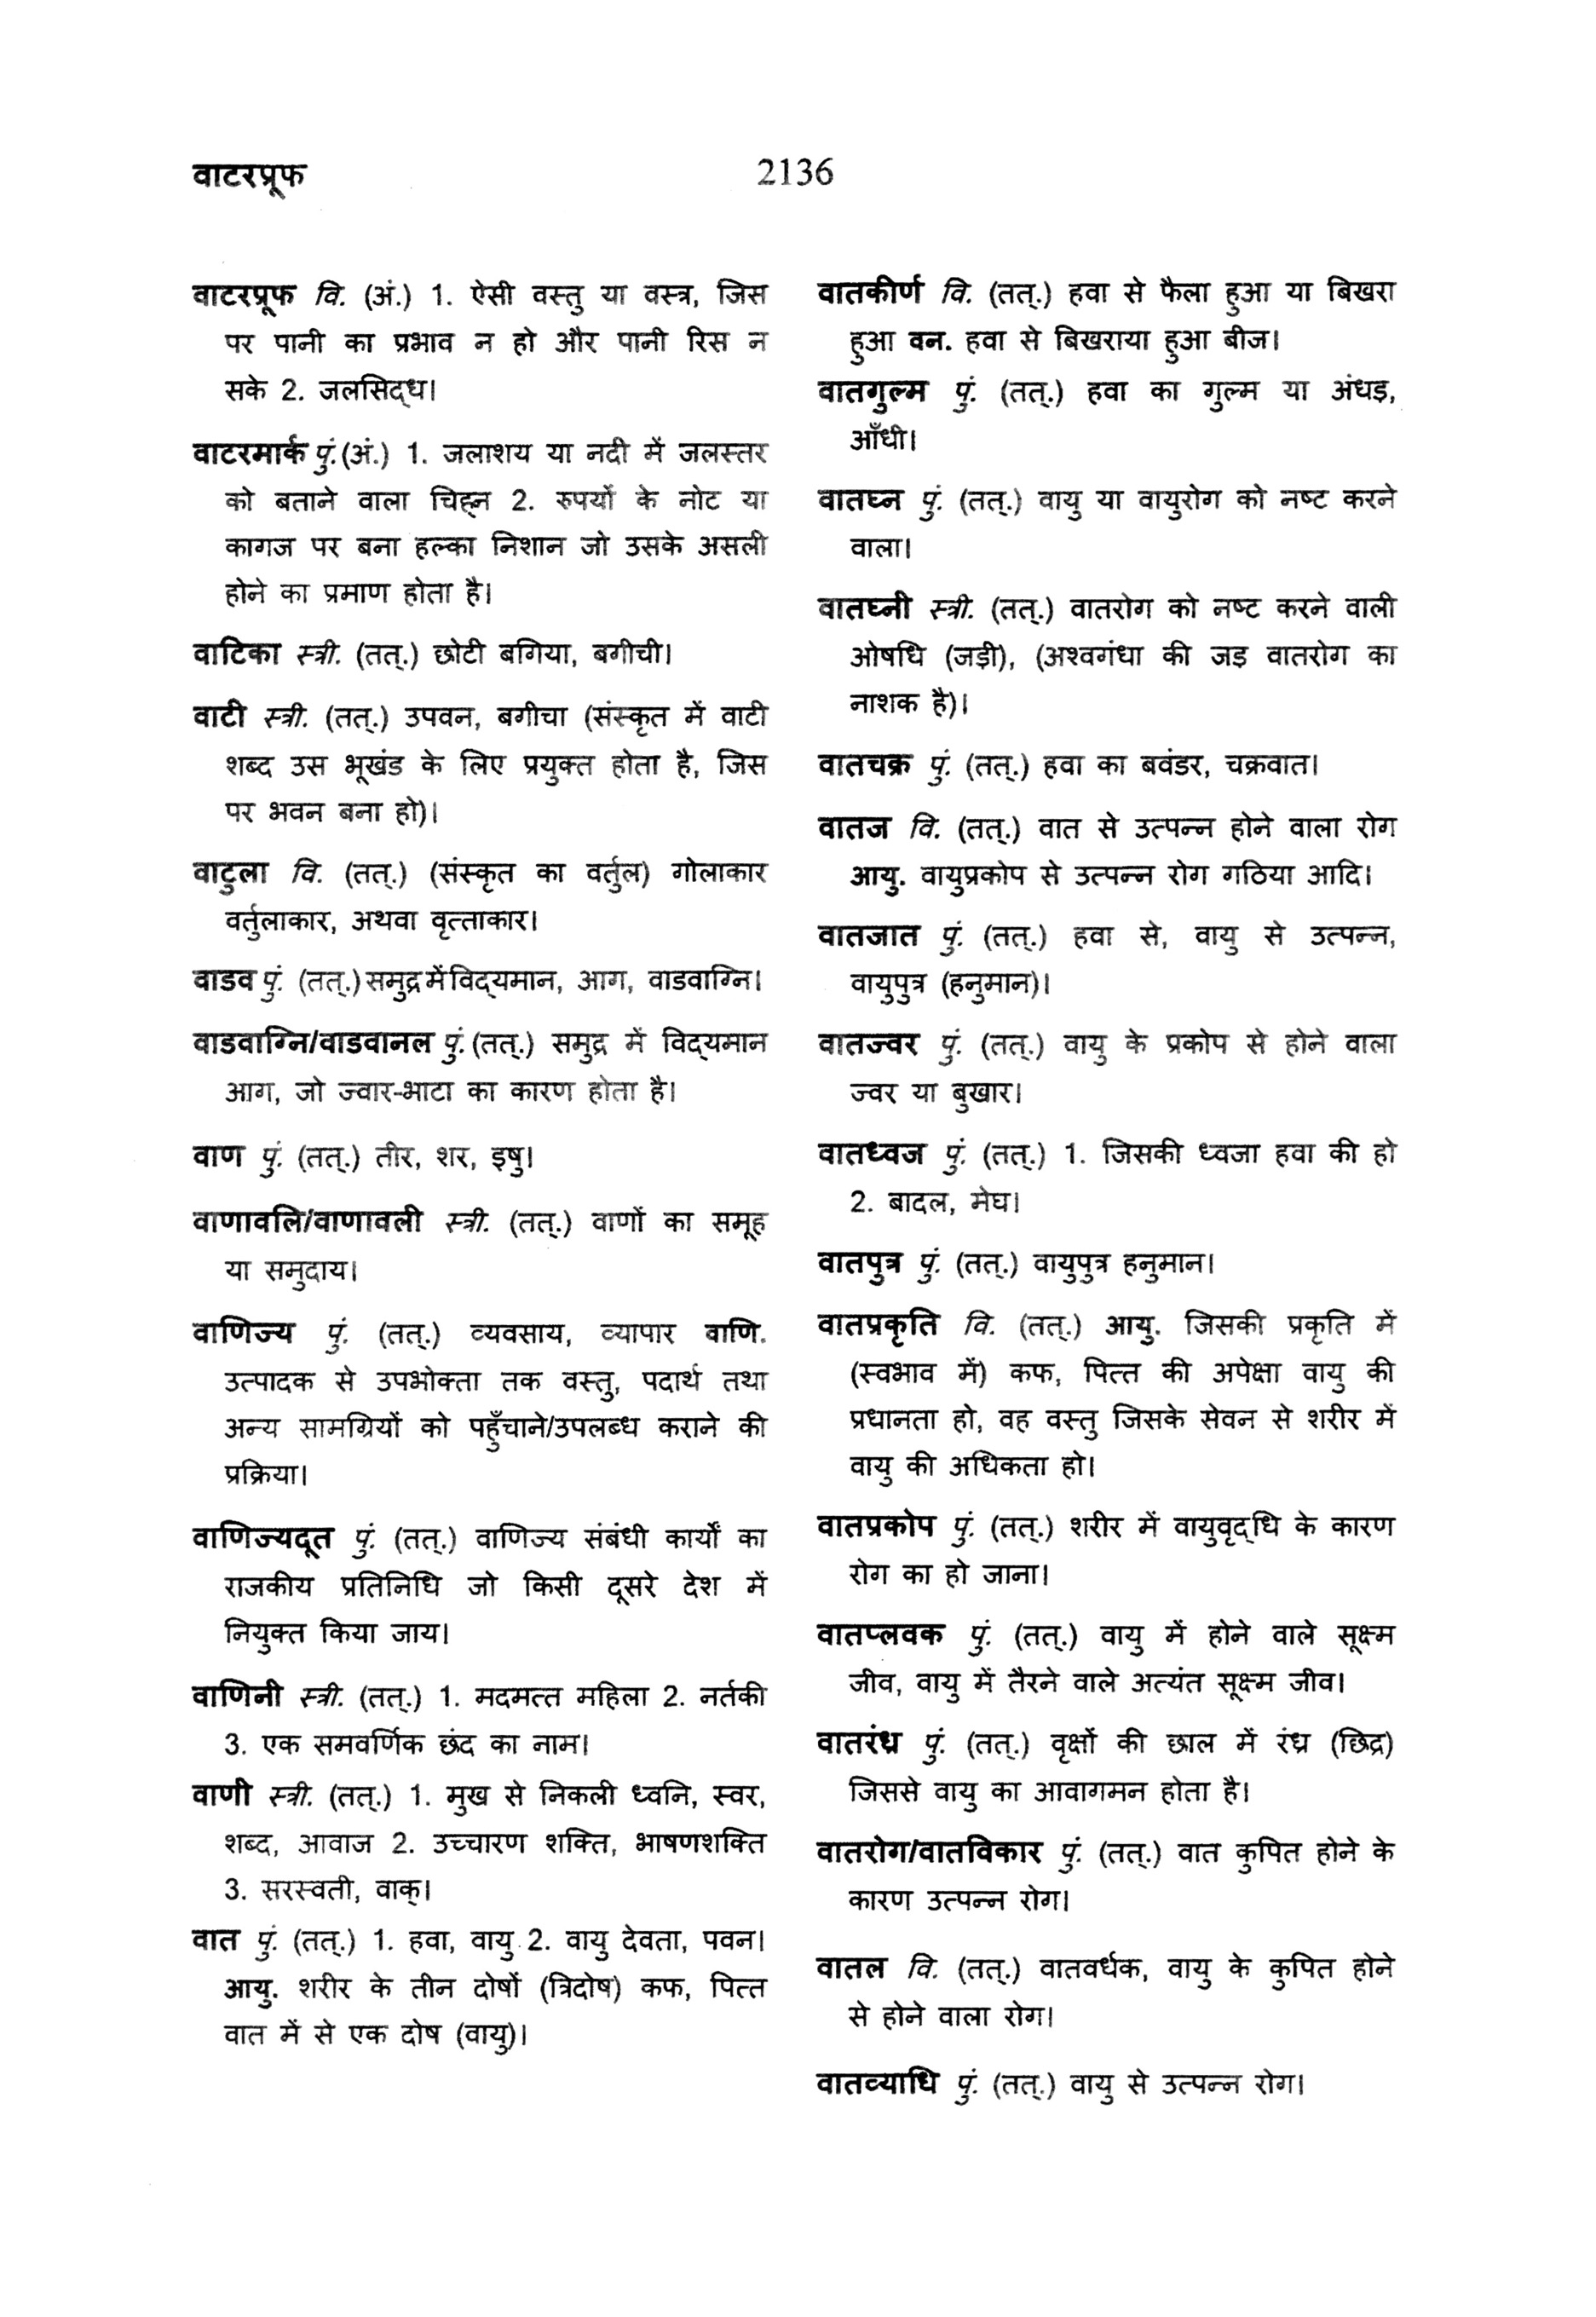 वाटरप्रूफ
2136
वाटरप्रूफ वि. (अं.) 1. ऐसी वस्तु या वस्त्र, जिस
पर पानी का प्रभाव न हो और पानी रिस न
सके 2. जलसिद्ध।
वाटरमार्क पुं.(अं.) 1. जलाशय या नदी में जलस्तर
को बताने वाला चिह्न 2. रुपयों के नोट या
कागज पर बना हल्का निशान जो उसके असली
होने का प्रमाण होता है।
वाटिका स्त्री. (तत्.) छोटी बगिया, बगीची।
वाटी स्त्री. (तत्.) उपवन, बगीचा (संस्कृत में वाटी
शब्द उस भूखंड के लिए प्रयुक्त होता है, जिस
पर भवन बना हो)।
वाटुला वि. (तत्.) (संस्कृत का वर्तुल) गोलाकार
वर्तुलाकार, अथवा वृत्ताकार।
वाडव पुं. (तत्.) समुद्र में विद्यमान, आग, वाडवाग्नि।
वाडवाग्नि/वाडवानल पुं. (तत्.) समुद्र में विद्यमान
आग, जो ज्वार-भाटा का कारण होता है।
वाण पुं. (तत्.) तीर, शर, इषु।
वाणावलि/वाणावली स्त्री. (तत्.) वाणों का समूह
या समुदाय।
वाणिज्य पुं. (तत्.) व्यवसाय, व्यापार वाणि.
उत्पादक से उपभोक्ता तक वस्तु, पदार्थ तथा
अन्य सामग्रियों को पहुँचाने/उपलब्ध कराने की
प्रक्रिया।
वाणिज्यदूत पुं. (तत्.) वाणिज्य संबंधी कार्यों का
राजकीय प्रतिनिधि जो किसी दूसरे देश में
नियुक्त किया जाय।
वाणिनी स्त्री. (तत्.) 1. मदमत्त महिला 2. नर्तकी
3. एक समवर्णिक छंद का नाम।
वाणी स्त्री. (तत्.) 1. मुख से निकली ध्वनि, स्वर,
शब्द, आवाज 2. उच्चारण शक्ति, भाषणशक्ति
3. सरस्वती, वाक्।
वात पुं. (तत्.) 1. हवा, वायु 2. वायु देवता, पवन।
आयु. शरीर के तीन दोषों (त्रिदोष) कफ, पित्त
वात में से एक दोष (वायु)।
वातकीर्ण वि. (तत्.) हवा से फैला हुआ या बिखरा
हुआ वन. हवा से बिखराया हुआ बीज।
वातगुल्म पुं. (तत्.) हवा का गुल्म या अंधड़,
आँधी।
वातघ्न पुं. (तत्.) वायु या वायुरोग को नष्ट करने
वाला।
वातघ्नी स्त्री. (तत्.) वातरोग को नष्ट करने वाली
ओषधि (जड़ी), (अश्वगंधा की जड़ वातरोग का
नाशक है)।
वातचक्र पुं. (तत्.) हवा का बवंडर, चक्रवात।
वातज वि. (तत्.) वात से उत्पन्न होने वाला रोग
आयु. वायुप्रकोप से उत्पन्न रोग गठिया आदि।
वातजात पुं. (तत्.) हवा से, वायु से उत्पन्न,
वायुपुत्र (हनुमान)।
वातज्वर पुं. (तत्.) वायु के प्रकोप से होने वाला
ज्वर या बुखार।
वातध्वज पुं. (तत्.) 1. जिसकी ध्वजा हवा की हो
2. बादल, मेघ।
वातपुत्र पुं. (तत्.) वायुपुत्र हनुमान।
वातप्रकृति वि. (तत्.) आयु. जिसकी प्रकृति में
(स्वभाव में) कफ, पित्त की अपेक्षा वायु की
प्रधानता हो, वह वस्तु जिसके सेवन से शरीर में
वायु की अधिकता हो।
वातप्रकोप पुं. (तत्.) शरीर में वायुवृद्धि के कारण
रोग का हो जाना।
वातप्लवक पुं. (तत्.) वायु में होने वाले सूक्ष्म
जीव, वायु में तैरने वाले अत्यंत सूक्ष्म जीव।
वातरंध्र पुं. (तत्.) वृक्षों की छाल में रंध्र (छिद्र)
जिससे वायु का आवागमन होता है।
वातरोग/वातविकार पुं. (तत्.) वात कुपित होने के
कारण उत्पन्न रोग।
वातल वि. (तत्.) वातवर्धक, वायु के कुपित होने
से होने वाला रोग।
वातव्याधि पुं. (तत्.) वायु से उत्पन्न रोग।